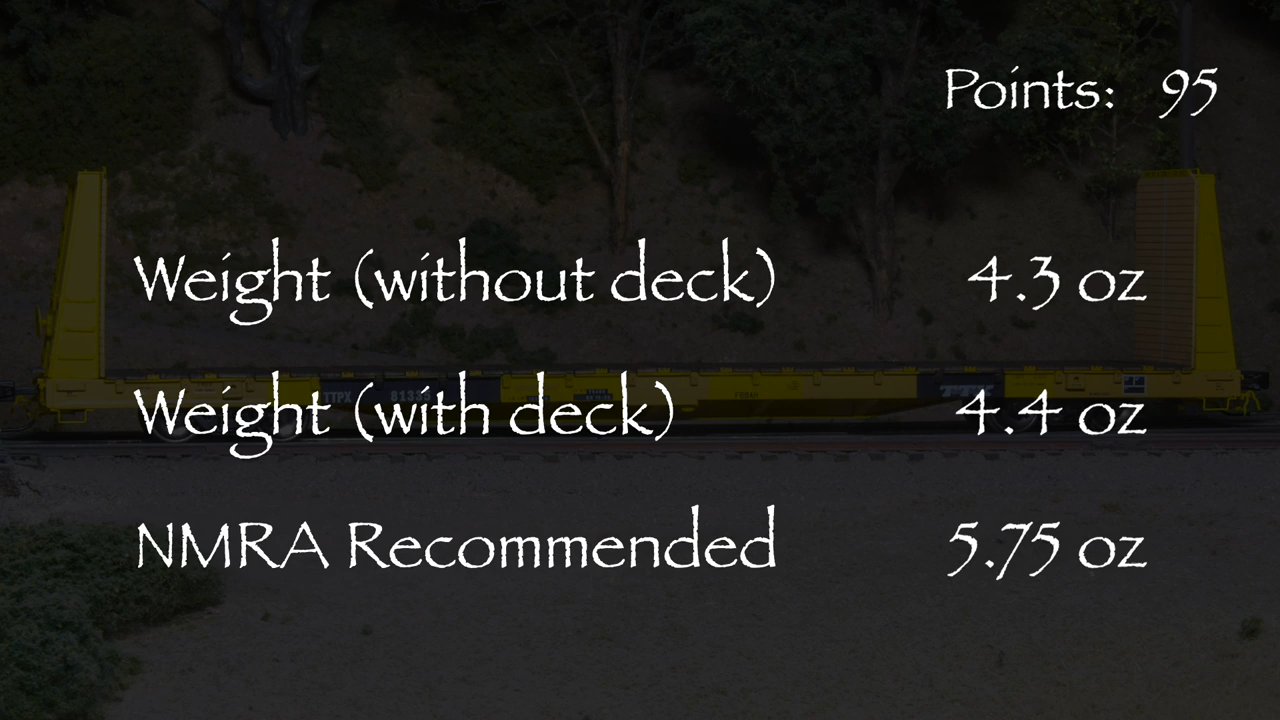 Points: 95
Weight (without deck) 4.3 oz
TTPX
Weight (with deck) 4.4 oz
NMRA Recommended 5.75 oz